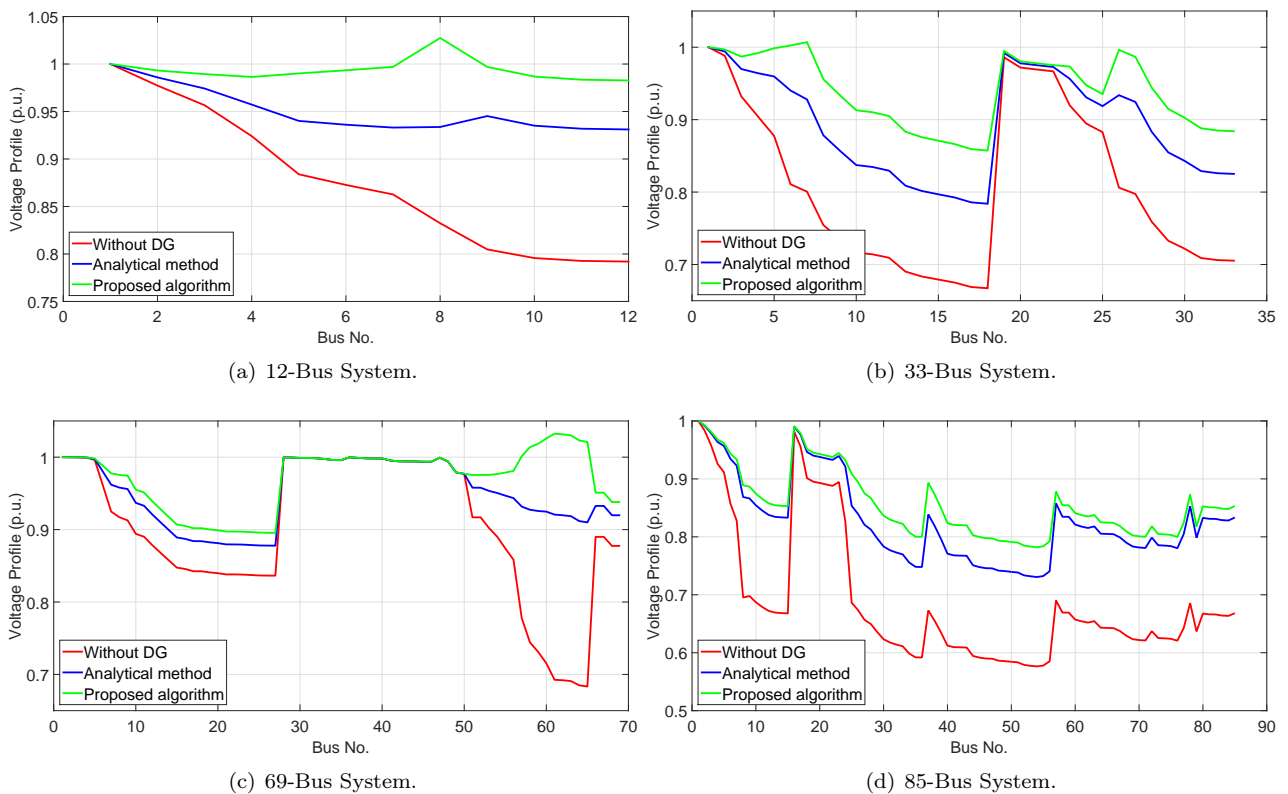 1.05
1
0.95
0.9
0.85
0.8
0.75
Voltage Profile (p.u.)
Without DG
Analytical method
Proposed algorithm
0 2 4 6 8 10 12
Bus No.
(a) 12-Bus System.
1
0.9
0.8
0.7
Voltage Profile (p.u.)
Without DG
Analytical method
Proposed algorithm
0 5 10 15 20 25 30 35
Bus No.
(b) 33-Bus System.
1
0.9
0.8
0.7
Voltage Profile (p.u.)
Without DG
Analytical method
Proposed algorithm
0 10 20 30 40 50 60 70
Bus No.
(c) 69-Bus System.
1
0.9
0.8
0.7
0.6
0.5
Voltage Profile (p.u.)
Without DG
Analytical method
Proposed algorithm
0 10 20 30 40 50 60 70 80 90
Bus No.
(d) 85-Bus System.